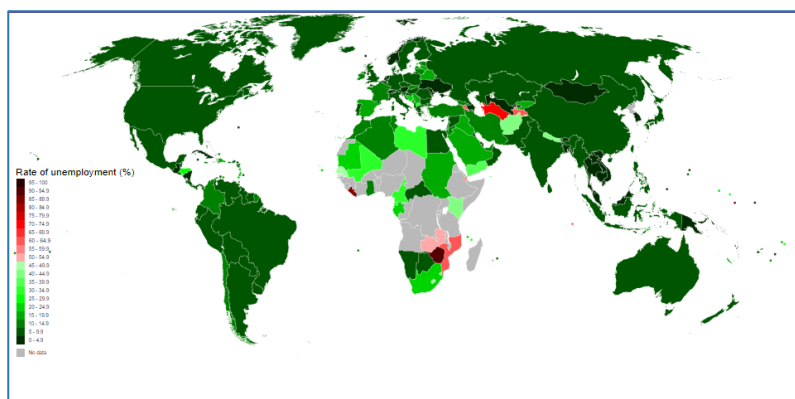 Rate of unemployment (%)
95 - 100
90 - 94.9
85 - 89.9
80 - 84.9
75 - 79.9
70 - 74.9
65 - 69.9
60 - 64.9
55 - 59.9
50 - 54.9
45 - 49.9
40 - 44.9
35 - 39.9
30 - 34.9
25 - 29.9
20 - 24.9
15 - 19.9
10 - 14.9
5 - 9.9
0 - 4.9
No data